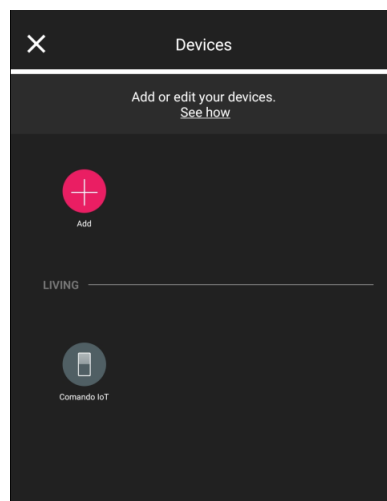 Devices
Add or edit your devices.
See how
Add
LIVING
Comando IoT